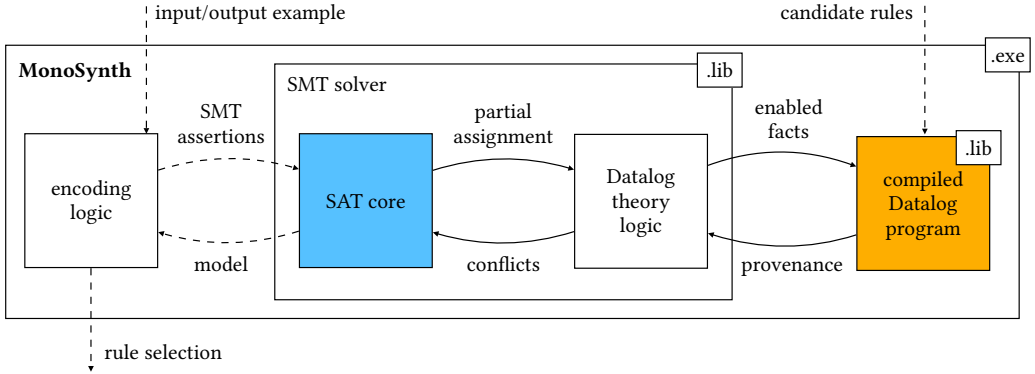 input/output example
candidate rules
.exe
MonoSynth
SMT solver
.lib
SMT
assertions
partial
assignment
enabled
facts
.lib
encoding
logic
SAT core
Datalog
theory
logic
compiled
Datalog
program
model
conflicts
provenance
rule selection